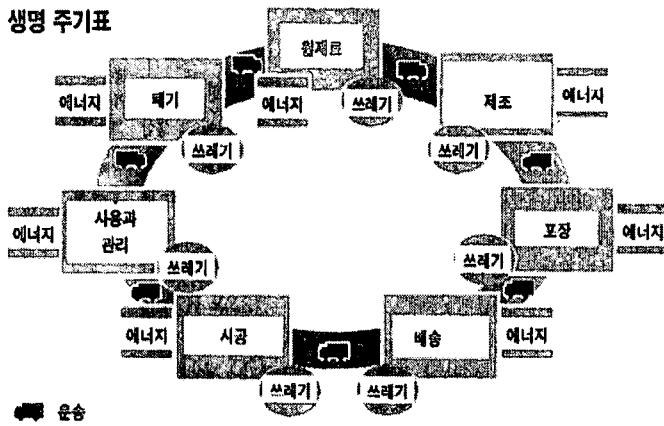 생명 주기표
원재료
에너지
폐기
에너지
쓰레기
제조
에너지
쓰레기
쓰레기
사용과
관리
에너지
포장
에너지
쓰레기
쓰레기
에너지
시공
배송
에너지
쓰레기
쓰레기
운송